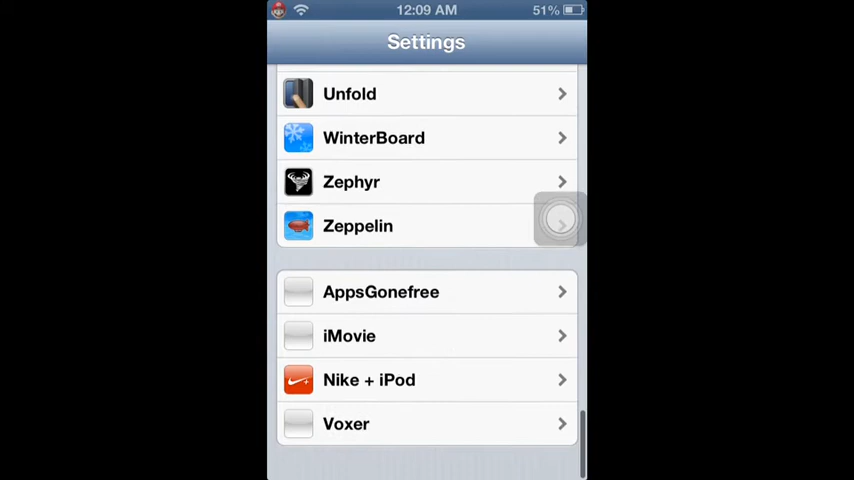 12:09 AM
51%
Settings
Unfold
WinterBoard
Zephyr
Zeppelin
AppsGonefree
iMovie
Nike + iPod
Voxer